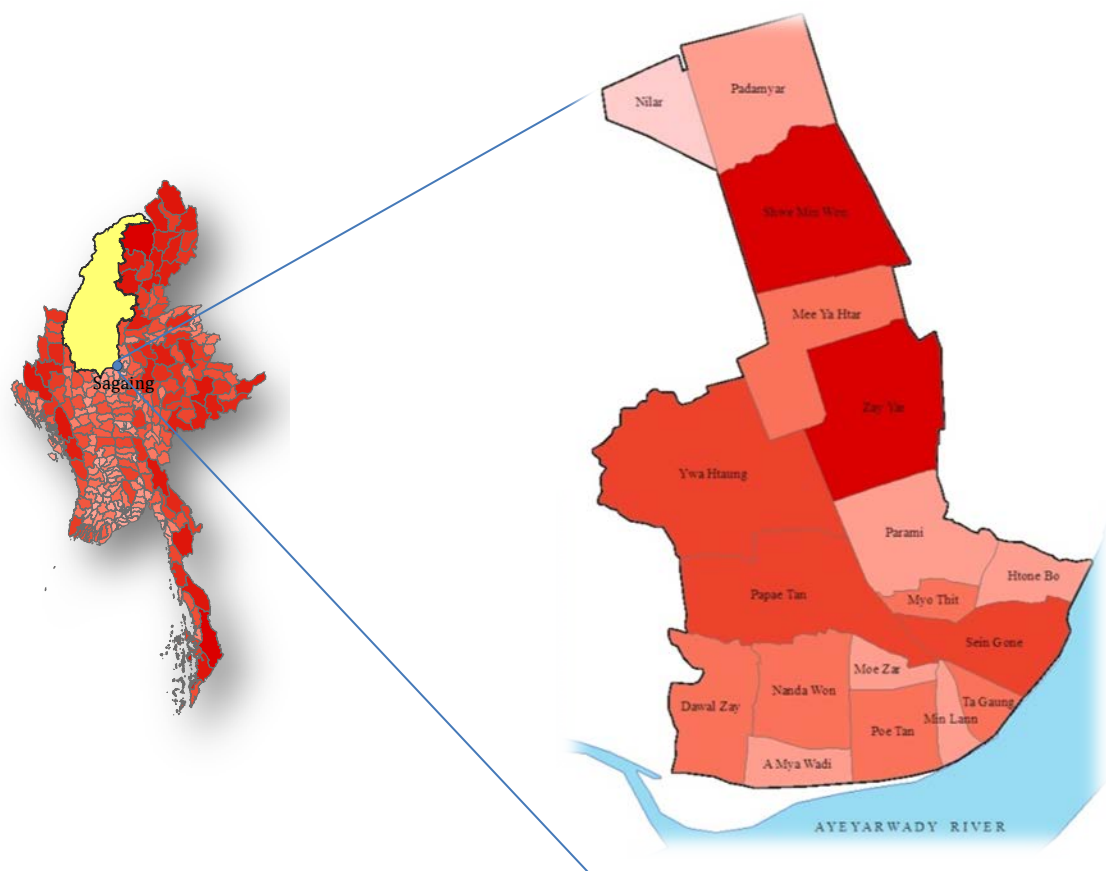 Nilar
Padamyar
Shwe Min Won
Sagaing
Mee Ya Htar
Zay Yar
Ywa Htaung
Parami
Htone Bo
Papae Tan
Myo Thit
Sein Gone
Moe Zar
Nanda Won
Dawal Zay
Ta Gaung
Min Lann
Poe Tan
A Mya Wadi
AYEYARWADY RIVER